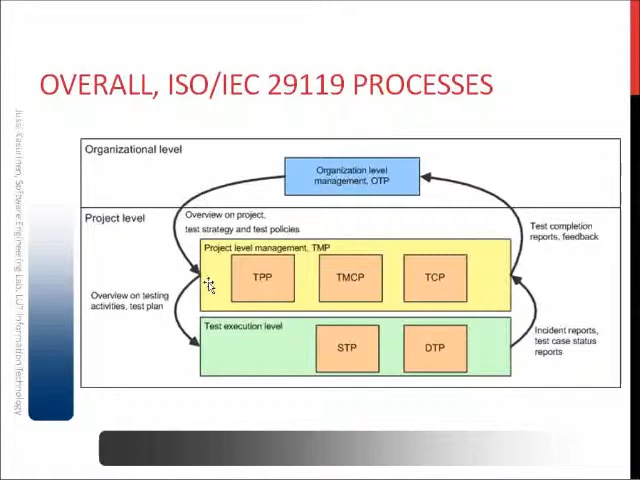 OVERALL, ISO/IEC 29119 PROCESSES
Jussi Kasurinen, Software Engineering Lab, LUT Information Technology
Organizational level
Organization level
management, OTP
Project level
Overview on project,
test strategy and test policies
Test completion
reports, feedback
Project level management, TMP
TPP
TMCP
TCP
Overview on testing
activities, test plan
Test execution level
STP
DTP
Incident reports,
test case status
reports